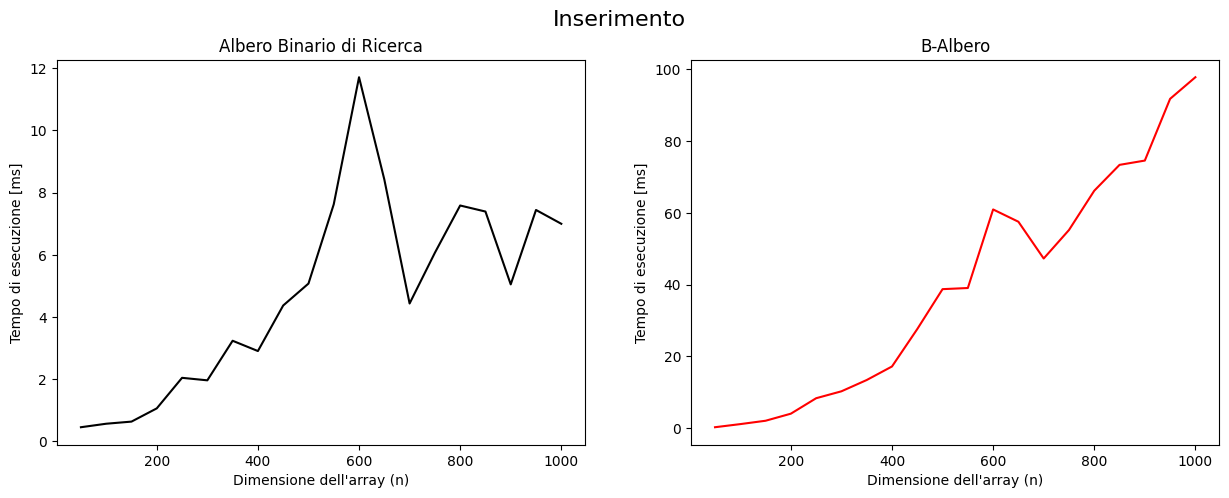 Inserimento
Albero Binario di Ricerca
12
10
8
6
4
2
0
Tempo di esecuzione [ms]
200 400 600 800 1000
Dimensione dell'array (n)
B-Albero
100
80
60
40
20
0
Tempo di esecuzione [ms]
200 400 600 800 1000
Dimensione dell'array (n)